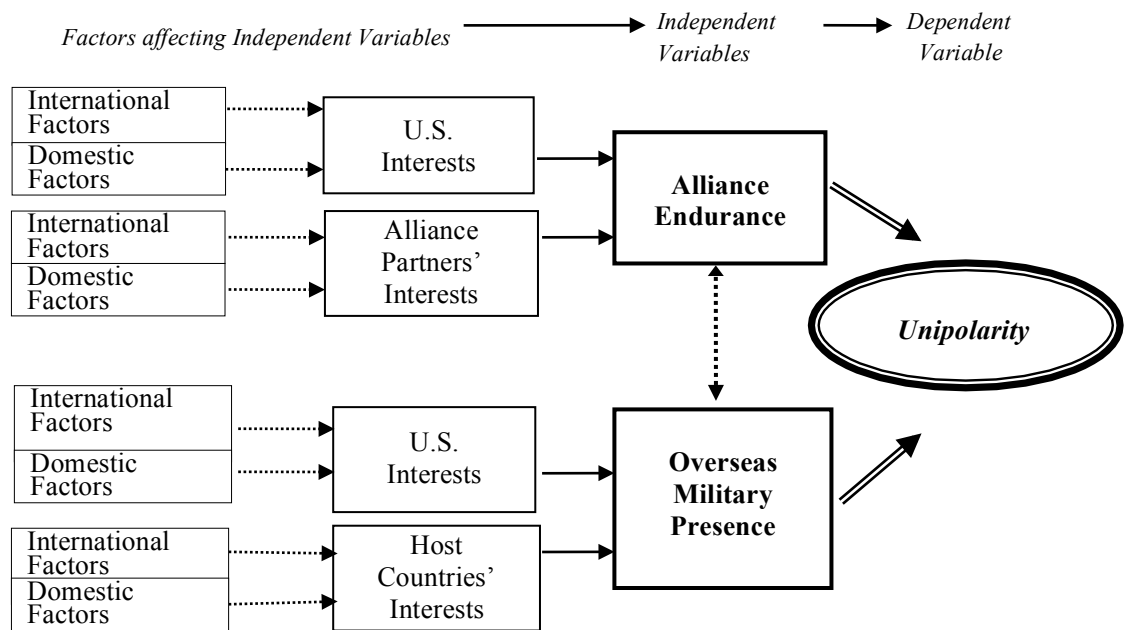 Factors affecting Independent Variables
Independent
Variables
Dependent
Variable
International
Factors
Domestic
Factors
U.S.
Interests
International
Factors
Domestic
Factors
Alliance
Partners’
Interests
Alliance
Endurance
Unipolarity
International
Factors
Domestic
Factors
U.S.
Interests
International
Factors
Domestic
Factors
Host
Countries’
Interests
Overseas
Military
Presence